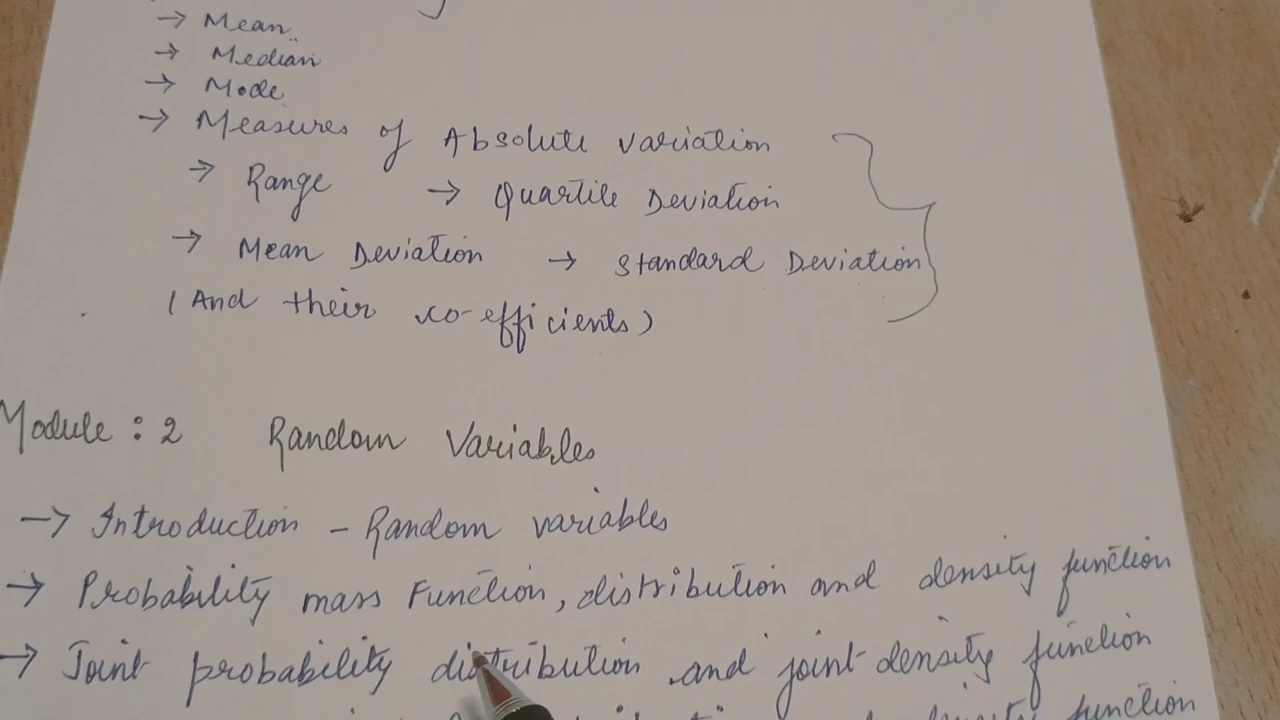 → Mean
→ Median
→ Mode
→ Measures of Absolute variation
→ Range → Quartile Deviation
→ Mean Deviation → Standard Deviation
(And their co-efficients)
Module : 2 Random Variables
→ Introduction - Random variables
→ Probability mass Function, distribution and density function
→ Joint probability distribution and joint density function
density function